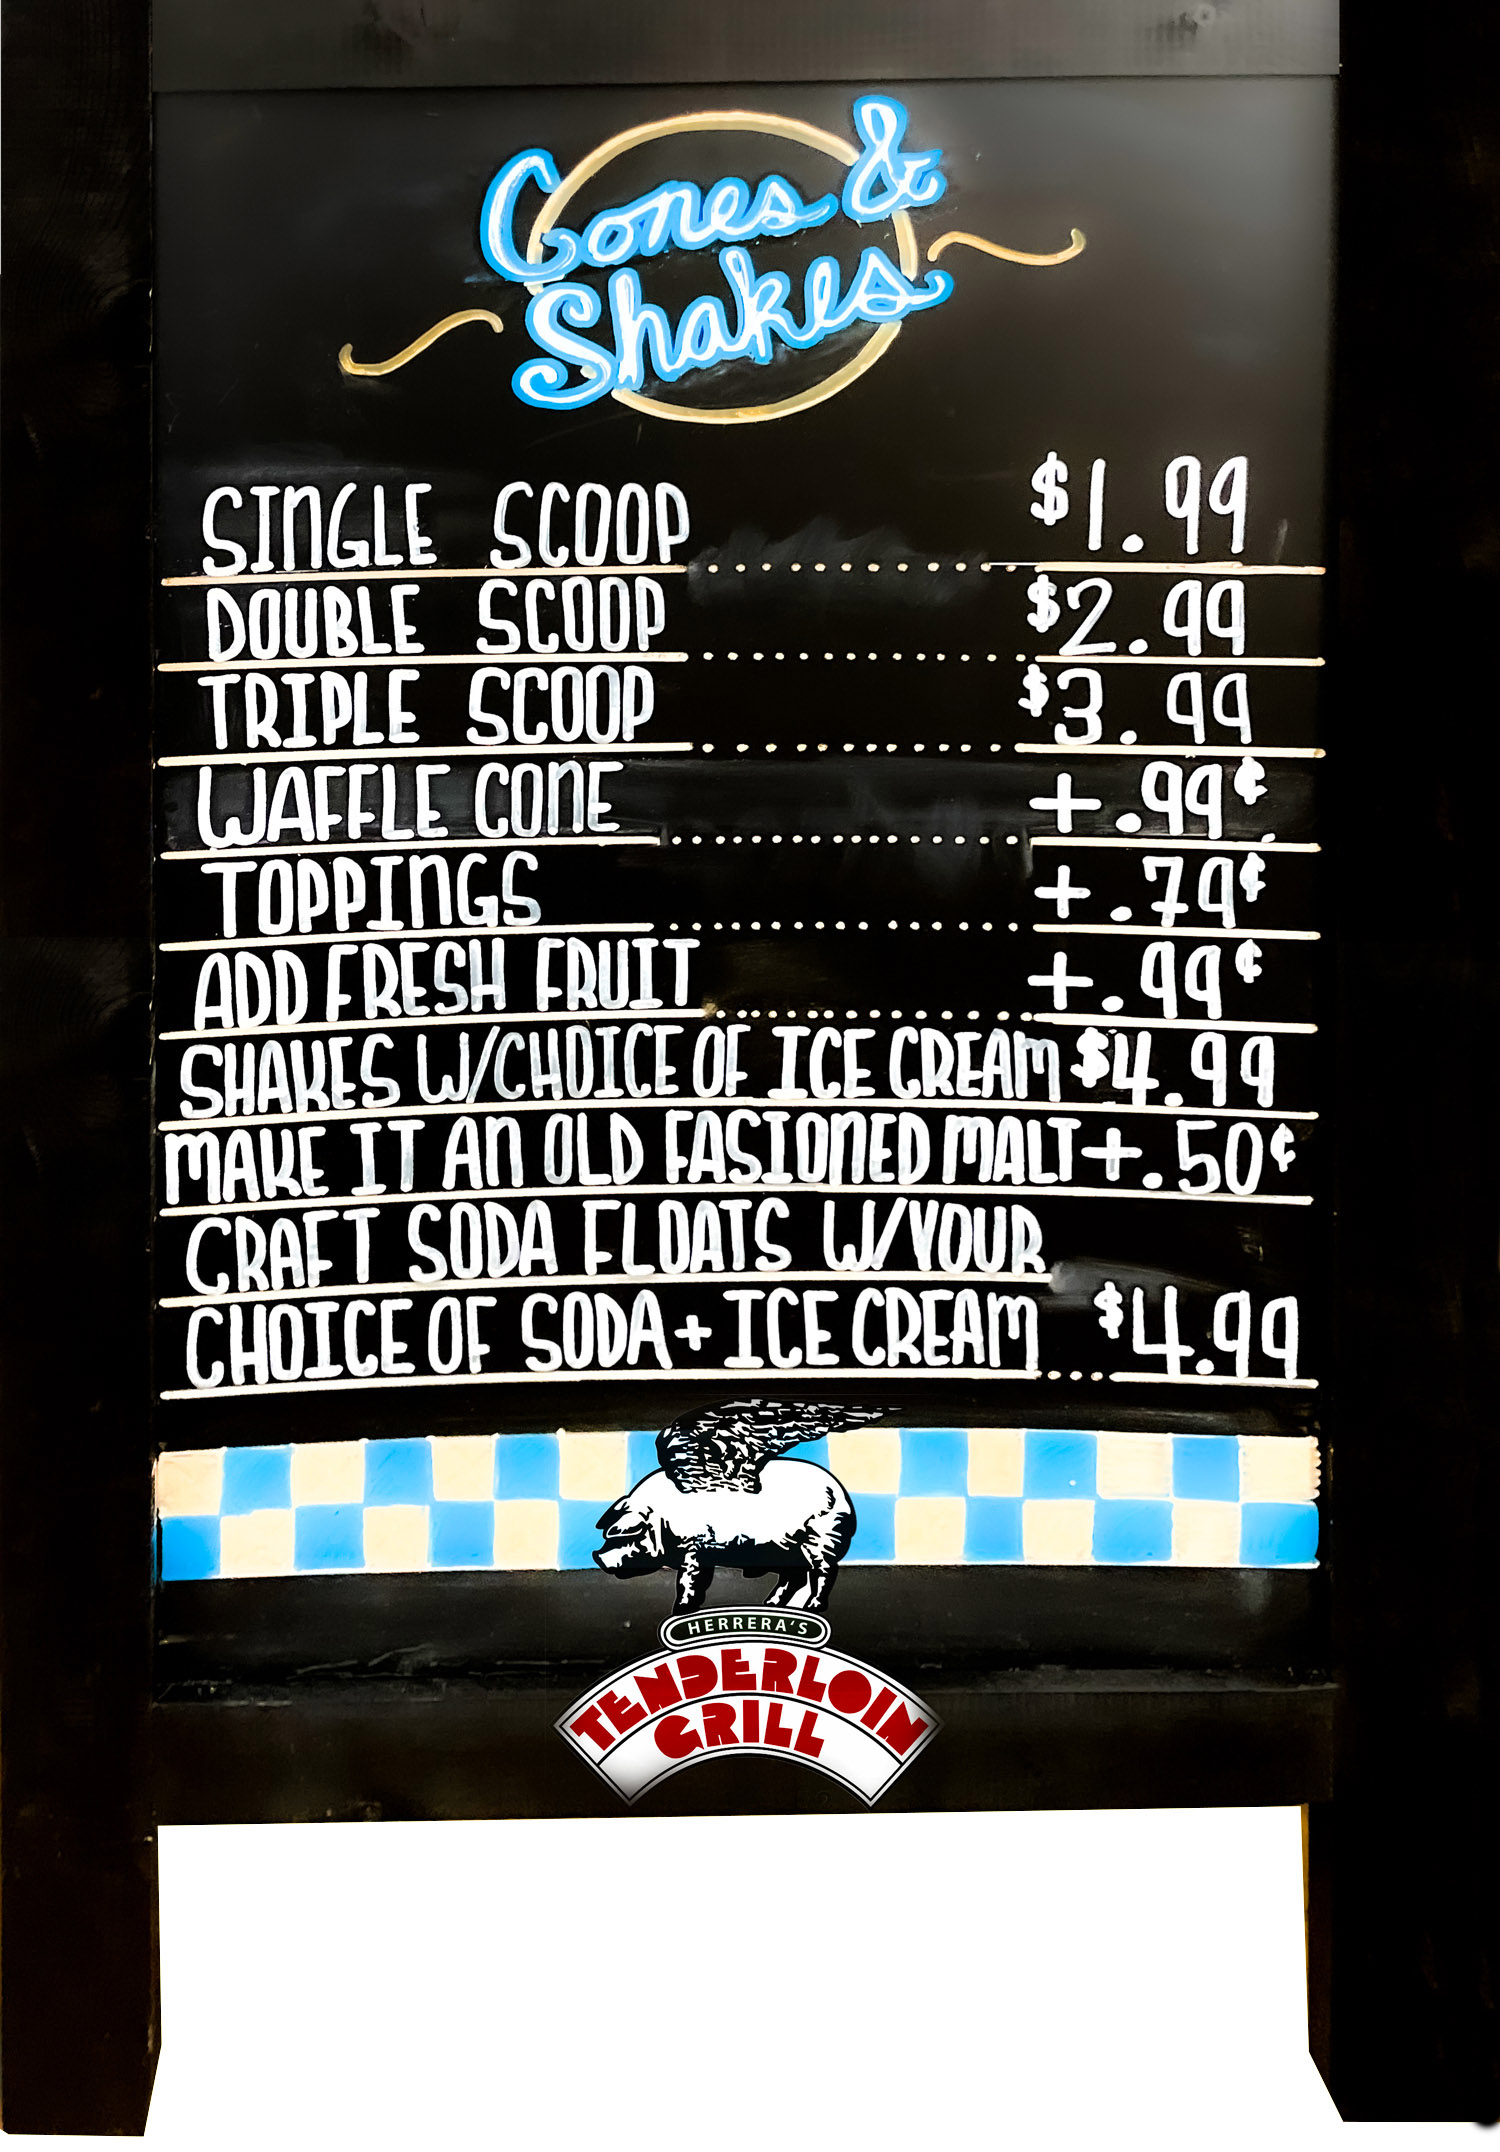 Cones &
Shakes
SINGLE SCOOP ............ $1.99
DOUBLE SCOOP ............ $2.99
TRIPLE SCOOP ............ $3.99
WAFFLE CONE ............ +.99¢
TOPPINGS ............ +.79¢
ADD FRESH FRUIT ............ +.99¢
SHAKES W/CHOICE OF ICE CREAM $4.99
MAKE IT AN OLD FASIONED MALT +.50¢
CRAFT SODA FLOATS W/YOUR
CHOICE OF SODA + ICE CREAM .... $4.99
HERRERA'S
TENDERLOIN
GRILL